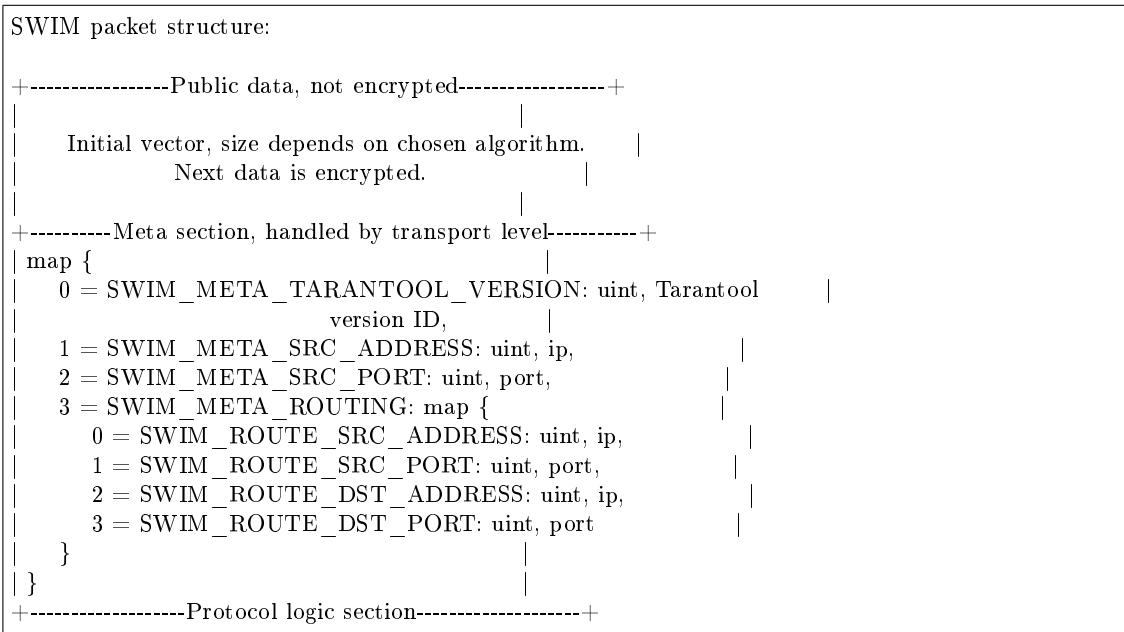 SWIM packet structure:
+-----------------Public data, not encrypted------------------+
| |
| Initial vector, size depends on chosen algorithm. |
| Next data is encrypted. |
| |
+----------Meta section, handled by transport level-----------+
| map { |
| 0 = SWIM_META_TARANTOOL_VERSION: uint, Tarantool |
| version ID, |
| 1 = SWIM_META_SRC_ADDRESS: uint, ip, |
| 2 = SWIM_META_SRC_PORT: uint, port, |
| 3 = SWIM_META_ROUTING: map { |
| 0 = SWIM_ROUTE_SRC_ADDRESS: uint, ip, |
| 1 = SWIM_ROUTE_SRC_PORT: uint, port, |
| 2 = SWIM_ROUTE_DST_ADDRESS: uint, ip, |
| 3 = SWIM_ROUTE_DST_PORT: uint, port |
| } |
| } |
+-------------------Protocol logic section--------------------+